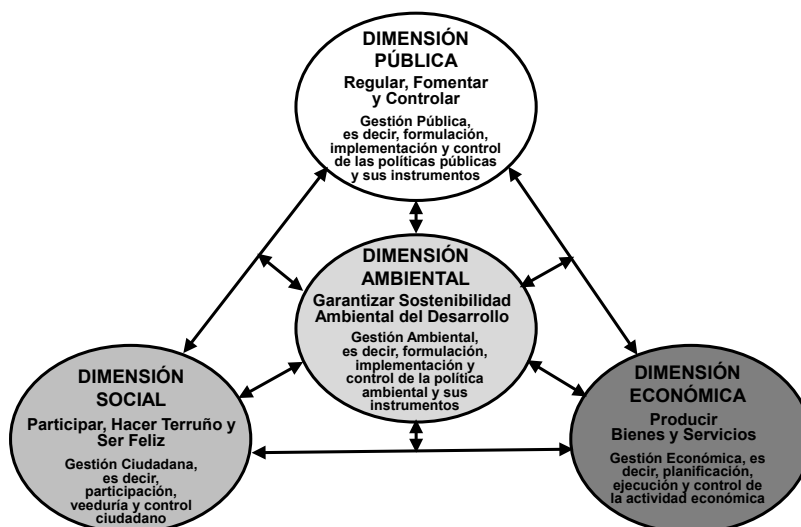 DIMENSIÓN
PÚBLICA
Regular, Fomentar
y Controlar
Gestión Pública,
es decir, formulación,
implementación y control
de las políticas públicas
y sus instrumentos
DIMENSIÓN
AMBIENTAL
Garantizar Sostenibilidad
Ambiental del Desarrollo
Gestión Ambiental,
es decir, formulación,
implementación y
control de la política
ambiental y sus
instrumentos
DIMENSIÓN
SOCIAL
Participar, Hacer Terruño y
Ser Feliz
Gestión Ciudadana,
es decir,
participación,
veeduría y control
ciudadano
DIMENSIÓN
ECONÓMICA
Producir
Bienes y Servicios
Gestión Económica, es
decir, planificación,
ejecución y control de
la actividad económica